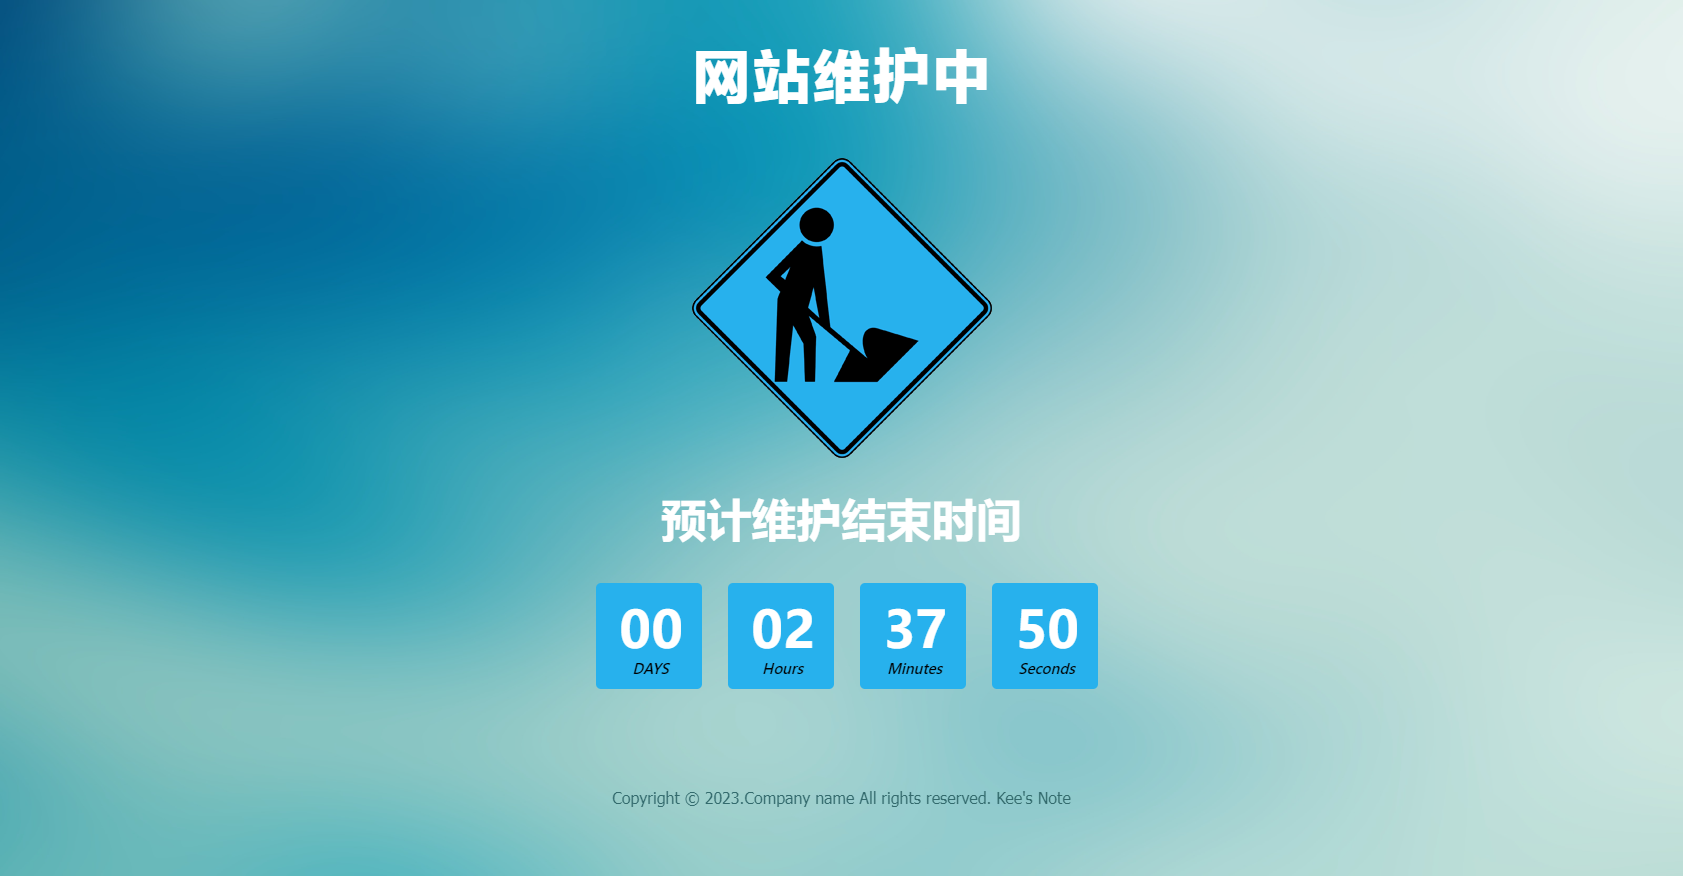 网站维护中
预计维护结束时间
00 02 37 50
DAYS Hours Minutes Seconds
Copyright © 2023.Company name All rights reserved. Kee's Note